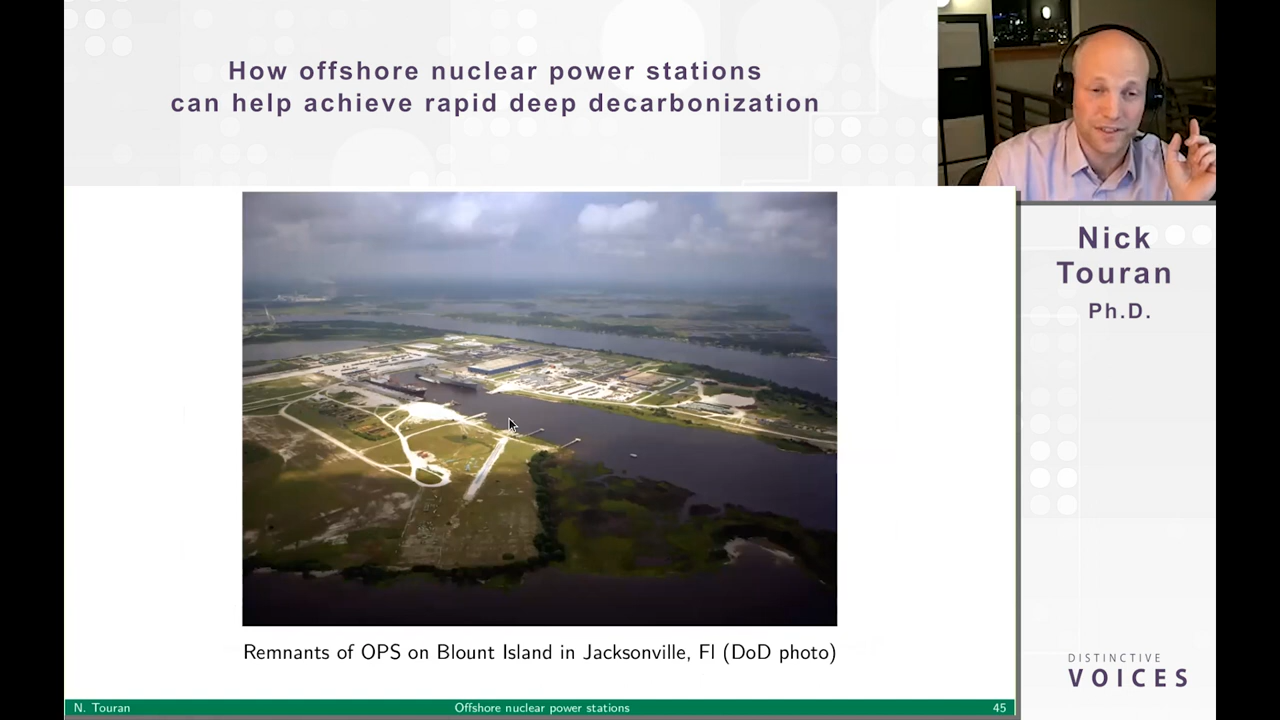 How offshore nuclear power stations
can help achieve rapid deep decarbonization
Nick
Touran
Ph.D.
Remnants of OPS on Blount Island in Jacksonville, Fl (DoD photo)
DISTINCTIVE
VOICES
N. Touran
Offshore nuclear power stations
45